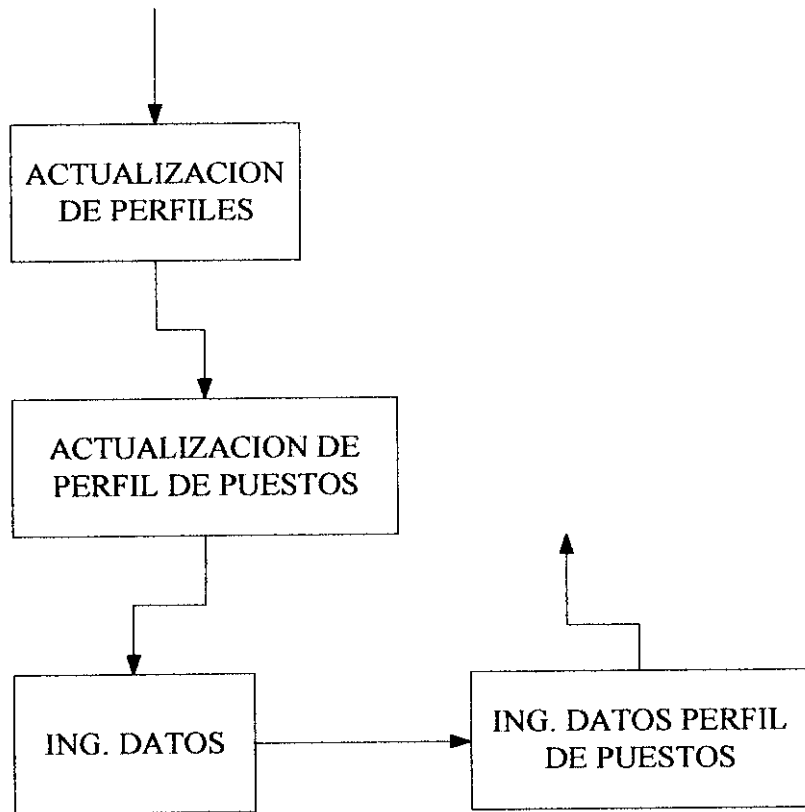 ACTUALIZACION
DE PERFILES
ACTUALIZACION DE
PERFIL DE PUESTOS
ING. DATOS
ING. DATOS PERFIL
DE PUESTOS